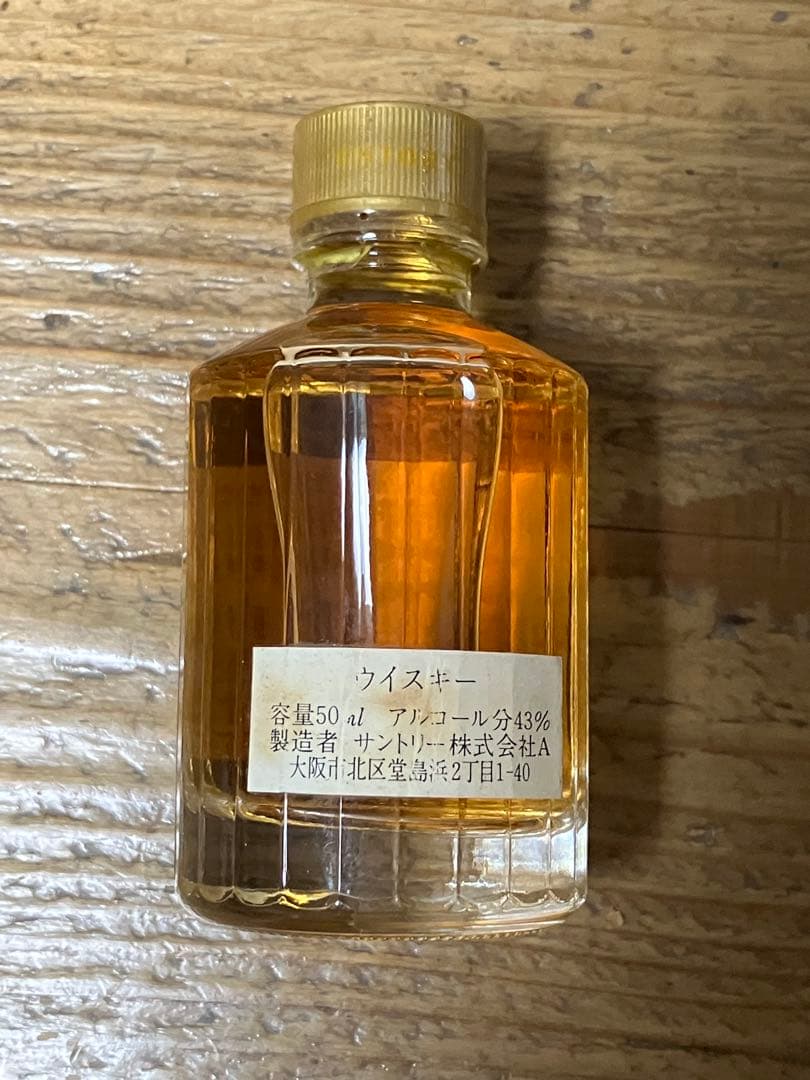 ウイスキー
容量50ml アルコール分43%
製造者 サントリー株式会社A
大阪市北区堂島浜2丁目1-40